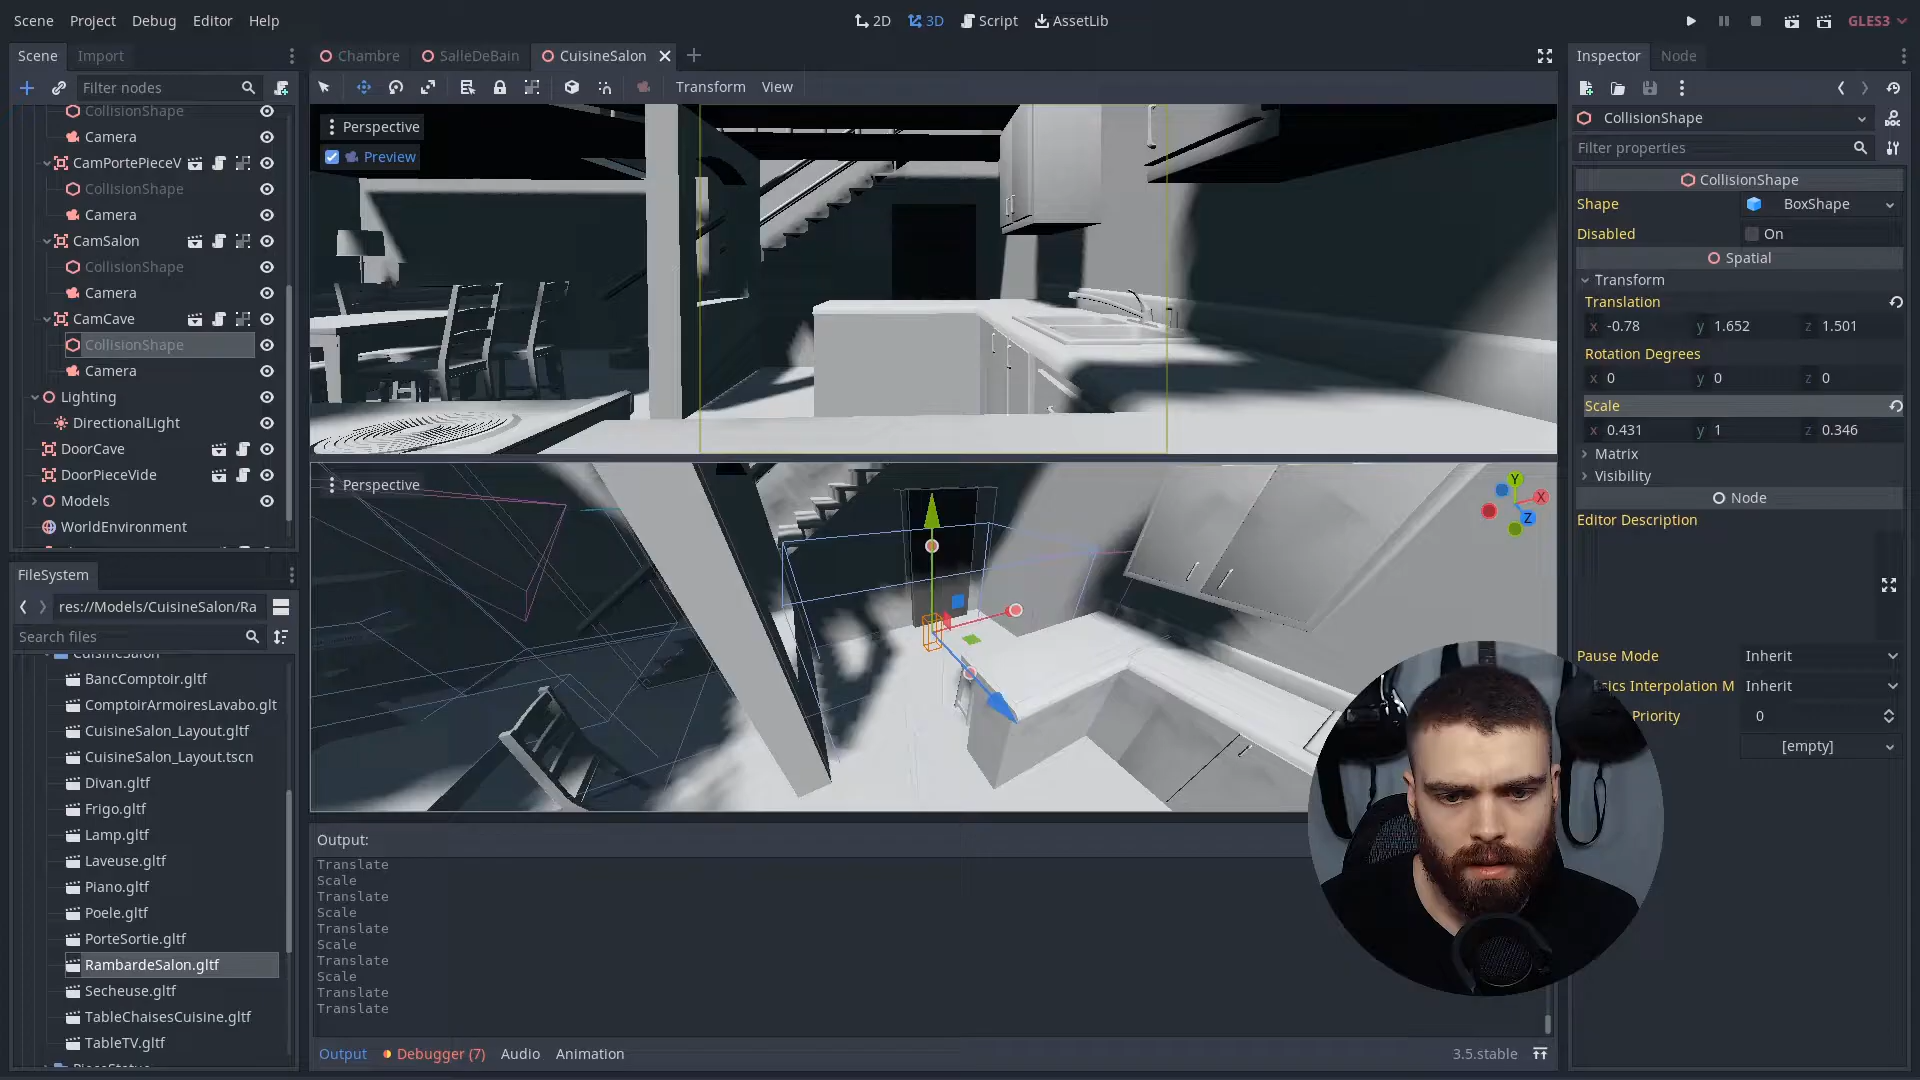 Scene Project Debug Editor Help
2D 3D Script AssetLib
GLES3
Scene Import
Filter nodes
CollisionShape
Camera
CamPortePieceV
CollisionShape
Camera
CamSalon
CollisionShape
Camera
CamCave
CollisionShape
Camera
Lighting
DirectionalLight
DoorCave
DoorPieceVide
Models
WorldEnvironment
FileSystem
res://Models/CuisineSalon/Ra
Search files
CuisineSalon
BancComptoir.gltf
ComptoirArmoiresLavabo.glt
CuisineSalon_Layout.gltf
CuisineSalon_Layout.tscn
Divan.gltf
Frigo.gltf
Lamp.gltf
Laveuse.gltf
Piano.gltf
Poele.gltf
PorteSortie.gltf
RambardeSalon.gltf
Secheuse.gltf
TableChaisesCuisine.gltf
TableTV.gltf
Chambre SalleDeBain CuisineSalon
Transform View
Perspective
Preview
Perspective
Y
X
Z
Output:
Translate
Scale
Translate
Scale
Translate
Scale
Translate
Scale
Translate
Translate
Output Debugger (7) Audio Animation
3.5.stable
Inspector Node
CollisionShape
Filter properties
CollisionShape
Shape BoxShape
Disabled On
Spatial
Transform
Translation
x -0.78 y 1.652 z 1.501
Rotation Degrees
x 0 y 0 z 0
Scale
x 0.431 y 1 z 0.346
Matrix
Visibility
Node
Editor Description
Pause Mode Inherit
sics Interpolation M Inherit
Priority 0
[empty]